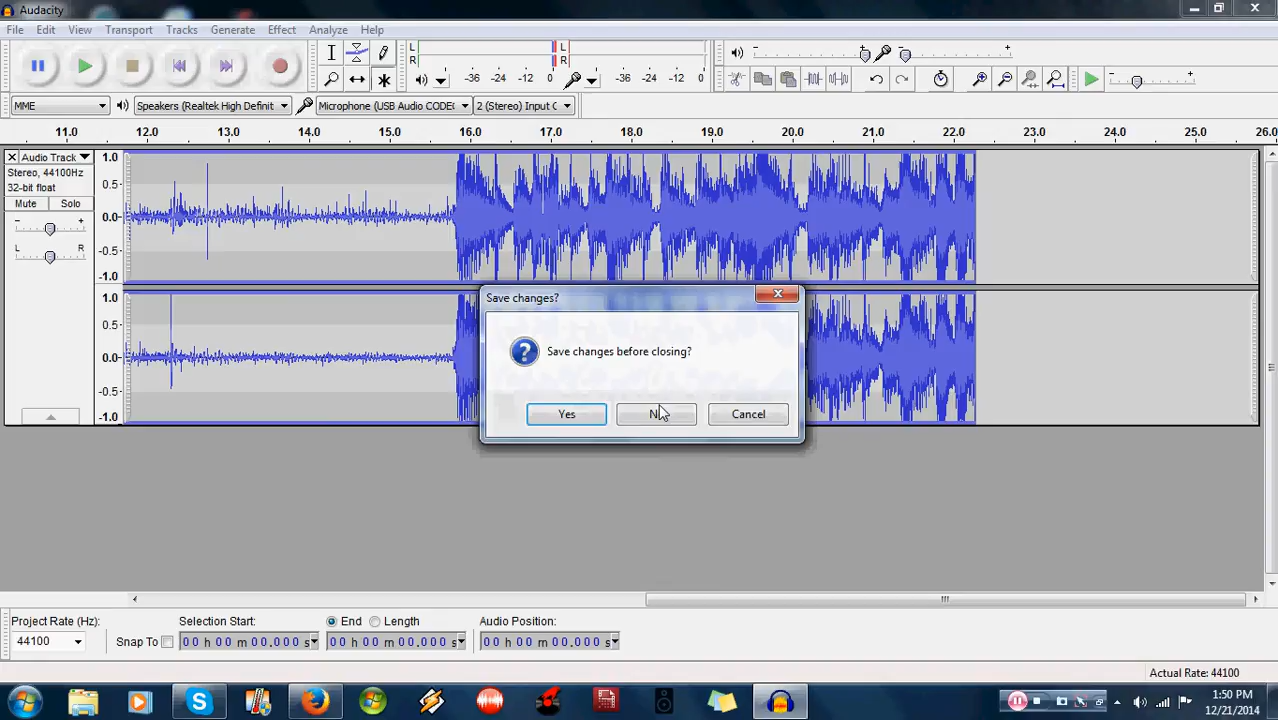 Audacity
File Edit View Transport Tracks Generate Effect Analyze Help
L
R
-36 -24 -12 0
L
R
-36 -24 -12 0
MME Speakers (Realtek High Definit Microphone (USB Audio CODE 2 (Stereo) Input C
11.0 12.0 13.0 14.0 15.0 16.0 17.0 18.0 19.0 20.0 21.0 22.0 23.0 24.0 25.0 26.0
Audio Track 1.0
Stereo, 44100Hz
32-bit float 0.5
Mute Solo
- + 0.0
L R -0.5
-1.0
1.0
0.5
0.0
-0.5
-1.0
Save changes?
Save changes before closing?
Yes No Cancel
Project Rate (Hz): Selection Start: End Length Audio Position:
44100 Snap To 00 h 00 m 00.000 s 00 h 00 m 00.000 s 00 h 00 m 00.000 s
Actual Rate: 44100
1:50 PM
12/21/2014